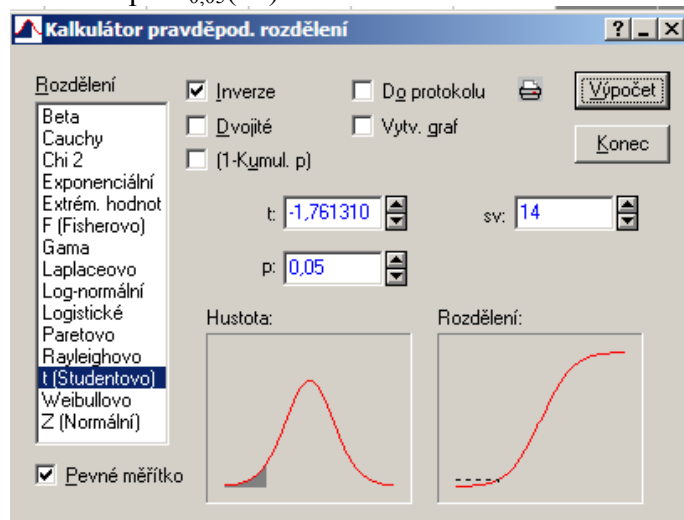 Kalkulátor pravděpod. rozdělení
Rozdělení
Beta
Cauchy
Chi 2
Exponenciální
Extrém. hodnot
F (Fisherovo)
Gama
Laplaceovo
Log-normální
Logistické
Paretovo
Rayleighovo
t (Studentovo)
Weibullovo
Z (Normální)
Pevné měřítko
Inverze
Dvojité
(1-Kumul. p)
Do protokolu
Vytv. graf
Výpočet
Konec
t: -1,761310
sv: 14
p: 0,05
Hustota:
Rozdělení: